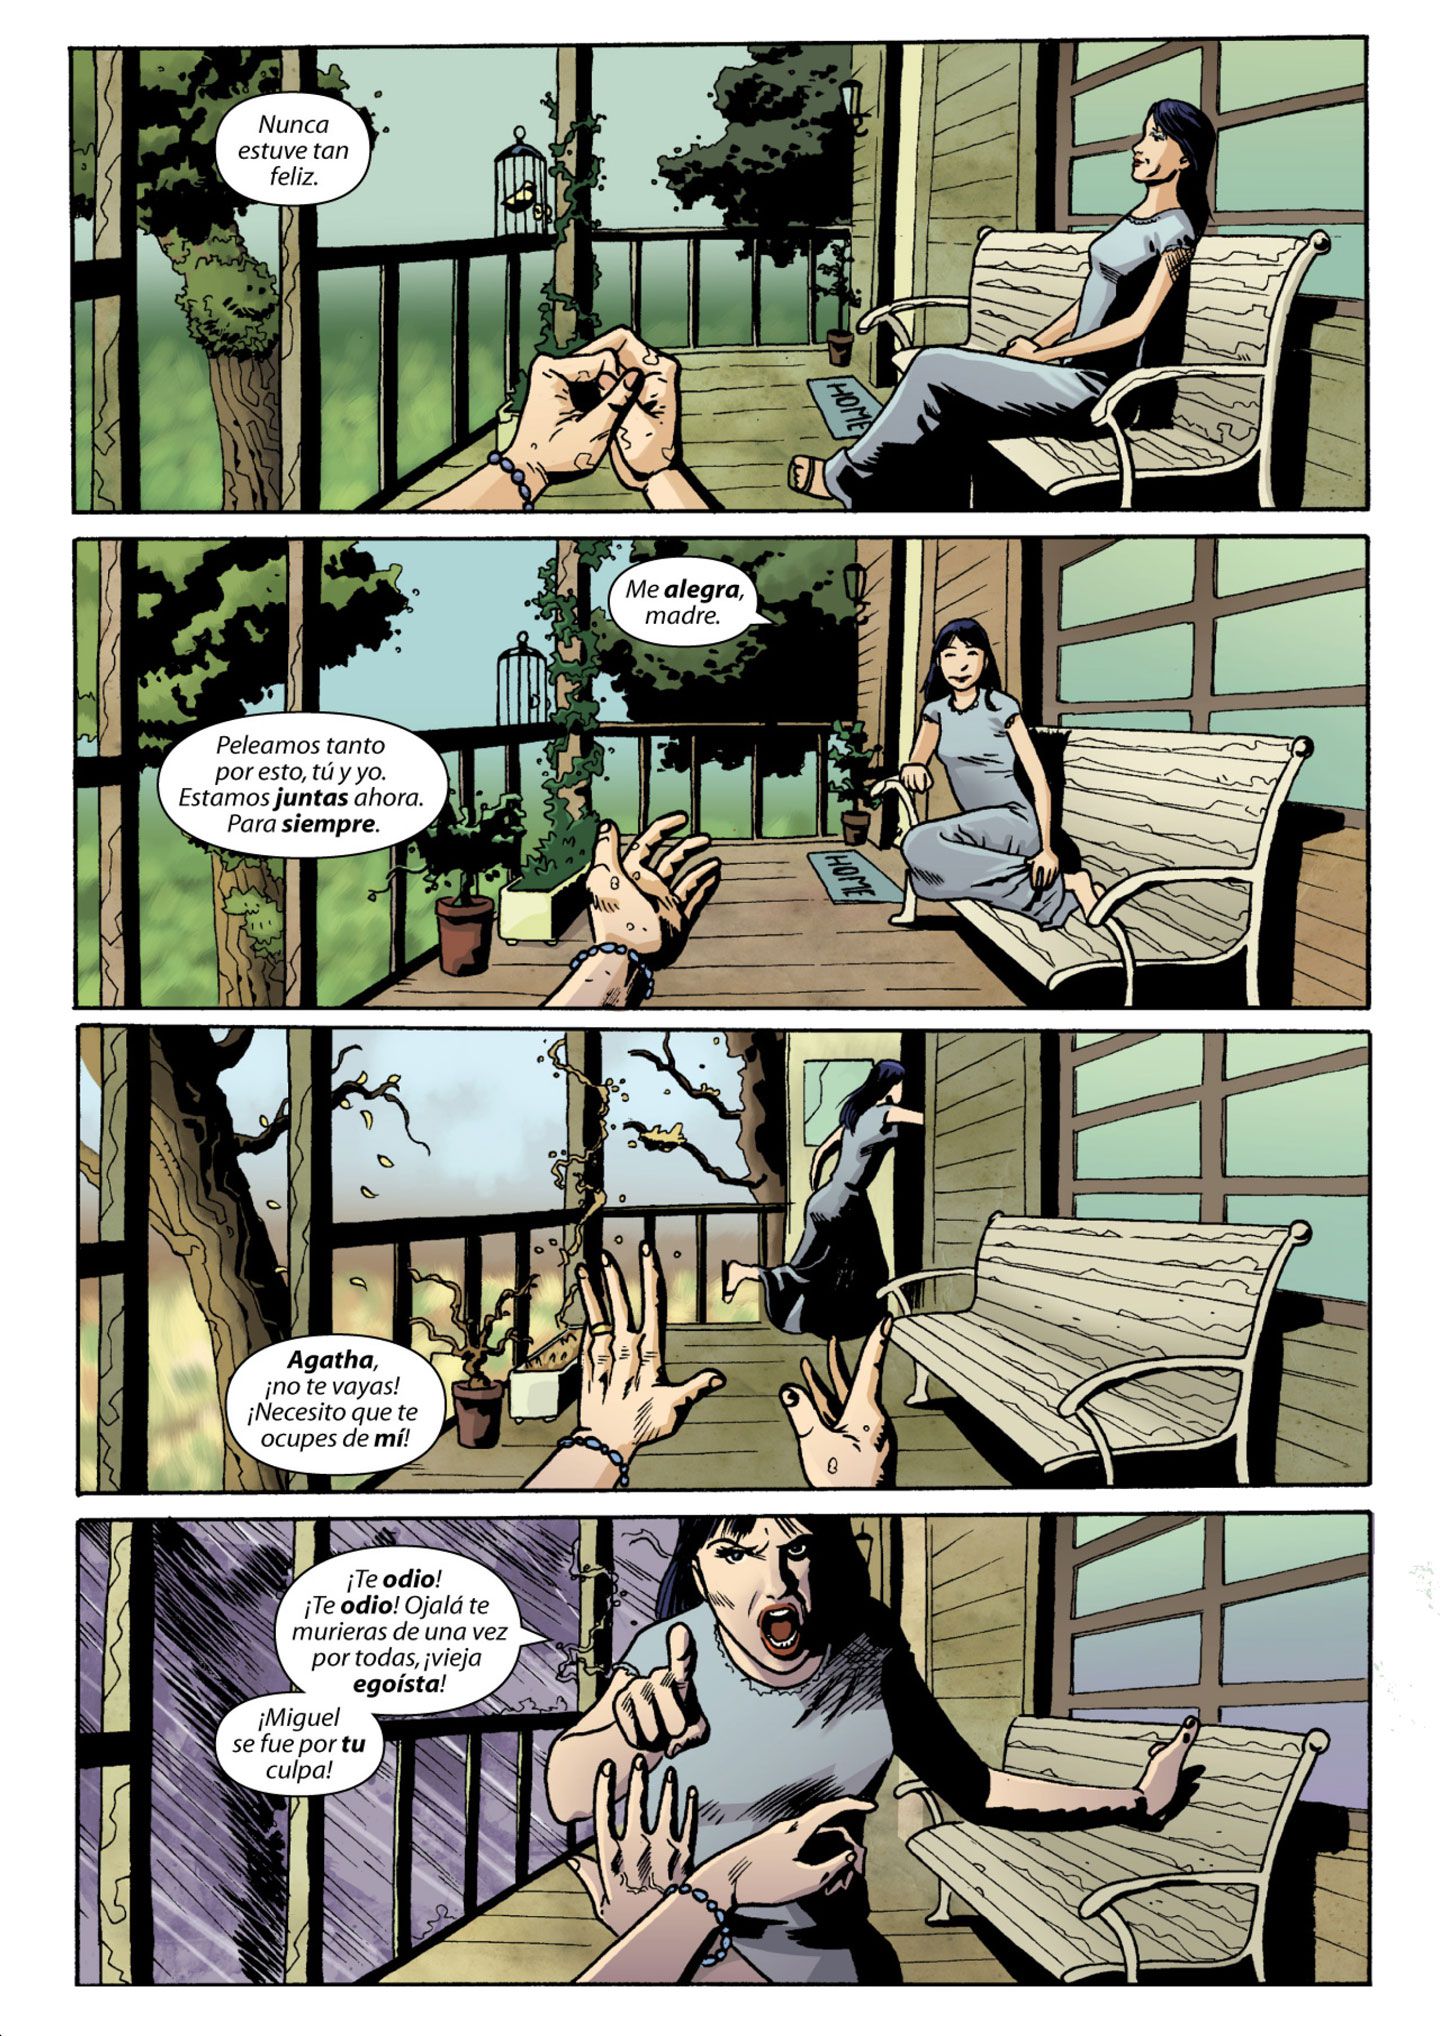 Nunca
estuve tan
feliz.
HOME
Me alegra,
madre.
Peleamos tanto
por esto, tú y yo.
Estamos juntas ahora.
Para siempre.
HOME
Agatha,
¡no te vayas!
¡Necesito que te
ocupes de mí!
¡Te odio!
¡Te odio! Ojalá te
murieras de una vez
por todas, ¡vieja
egoísta!
¡Miguel
se fue por tu
culpa!